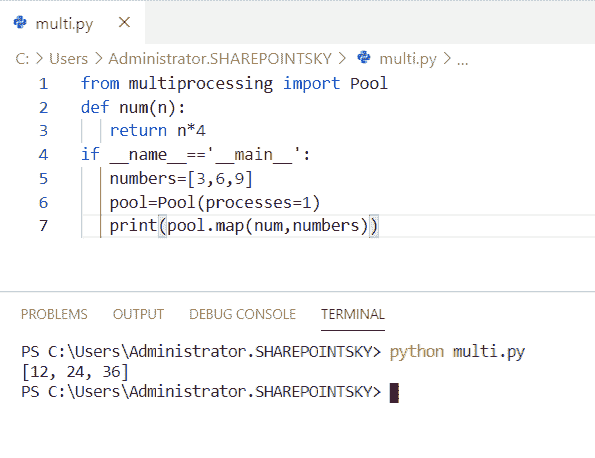 multi.py ×
C: > Users > Administrator.SHAREPOINTSKY > multi.py > ...
1 from multiprocessing import Pool
2 def num(n):
3 return n*4
4 if __name__=='__main__':
5 numbers=[3,6,9]
6 pool=Pool(processes=1)
7 print(pool.map(num,numbers))
PROBLEMS OUTPUT DEBUG CONSOLE TERMINAL
PS C:\Users\Administrator.SHAREPOINTSKY> python multi.py
[12, 24, 36]
PS C:\Users\Administrator.SHAREPOINTSKY>